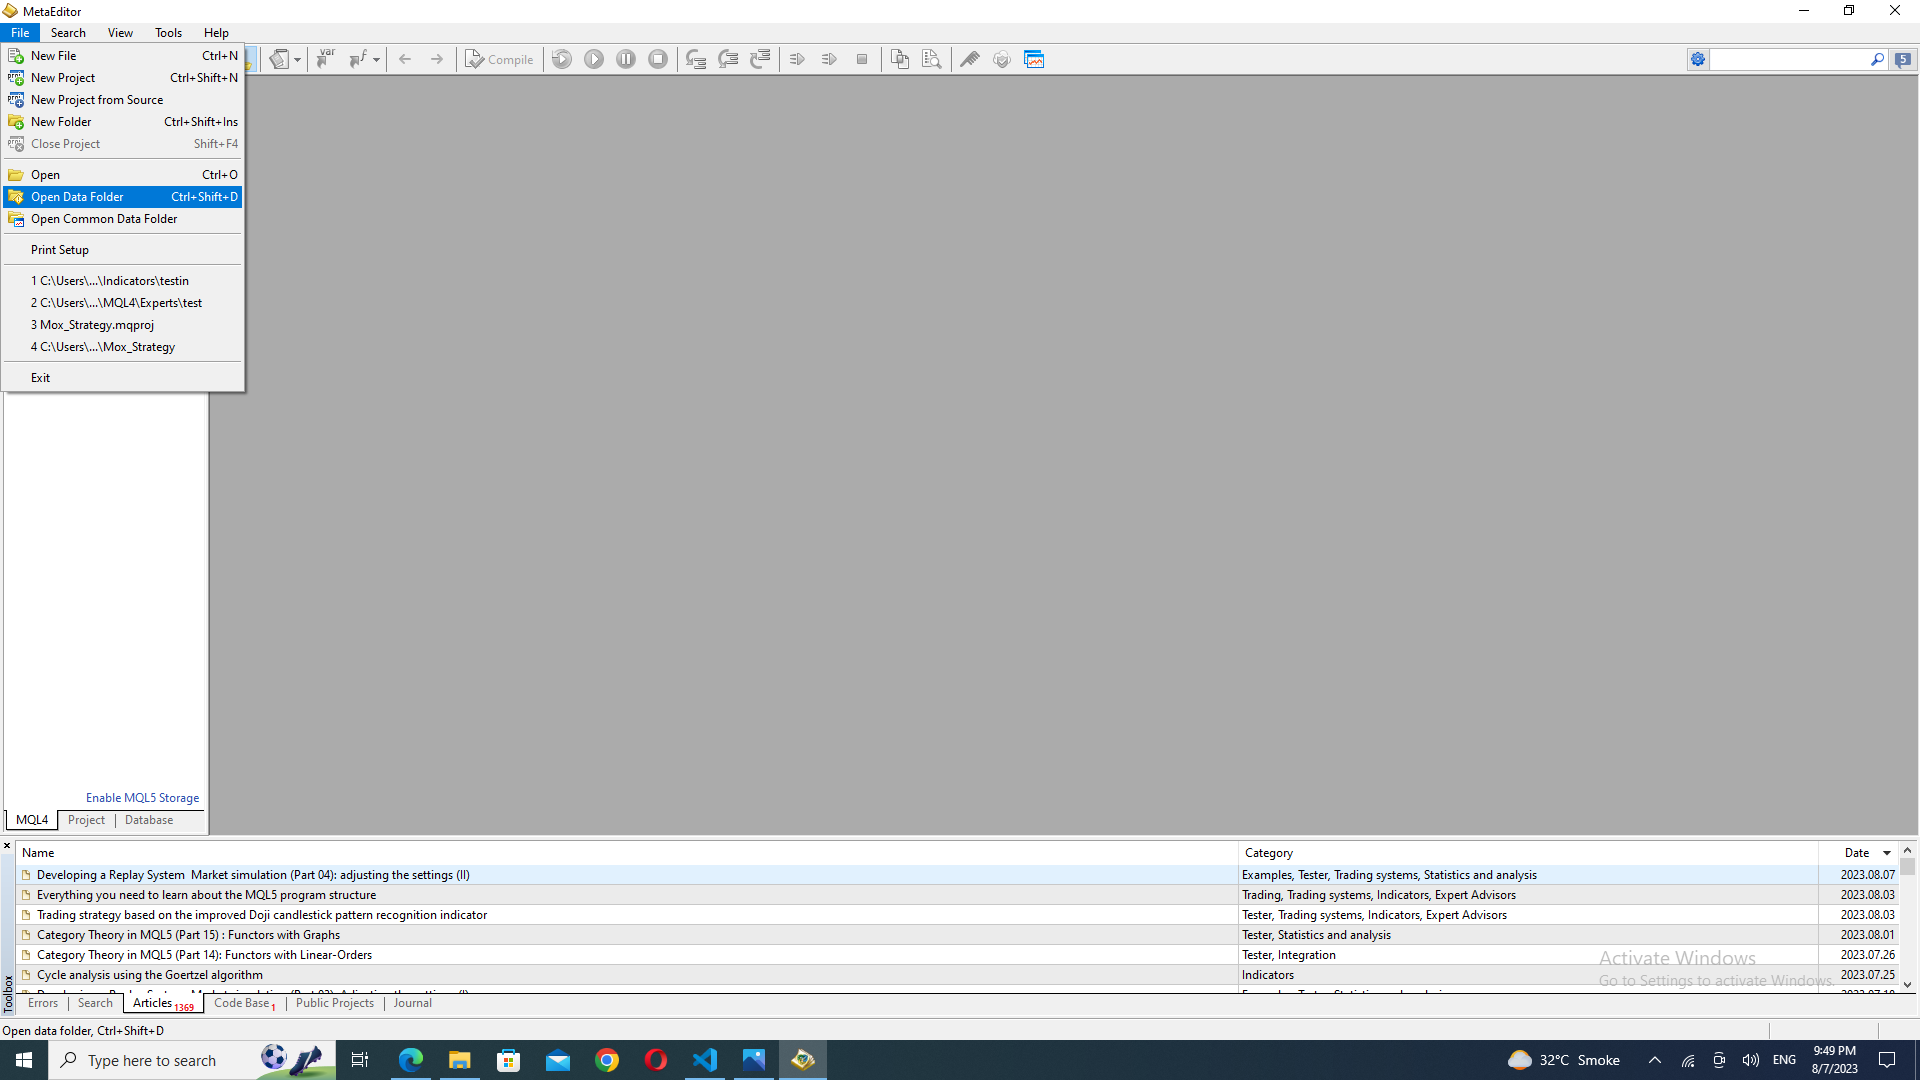 MetaEditor
File Search View Tools Help
New File Ctrl+N
New Project Ctrl+Shift+N
New Project from Source
New Folder Ctrl+Shift+Ins
Close Project Shift+F4
Open Ctrl+O
Open Data Folder Ctrl+Shift+D
Open Common Data Folder
Print Setup
1 C:\Users\...\Indicators\testin
2 C:\Users\...\MQL4\Experts\test
3 Mox_Strategy.mqproj
4 C:\Users\...\Mox_Strategy
Exit
var
Compile
5
Enable MQL5 Storage
MQL4 Project Database
Toolbox
Name Category Date
Developing a Replay System Market simulation (Part 04): adjusting the settings (II) Examples, Tester, Trading systems, Statistics and analysis 2023.08.07
Everything you need to learn about the MQL5 program structure Trading, Trading systems, Indicators, Expert Advisors 2023.08.03
Trading strategy based on the improved Doji candlestick pattern recognition indicator Tester, Trading systems, Indicators, Expert Advisors 2023.08.03
Category Theory in MQL5 (Part 15) : Functors with Graphs Tester, Statistics and analysis 2023.08.01
Category Theory in MQL5 (Part 14): Functors with Linear-Orders Tester, Integration 2023.07.26
Cycle analysis using the Goertzel algorithm Indicators 2023.07.25
Activate Windows
Go to Settings to activate Windows.
Errors Search Articles 1369 Code Base 1 Public Projects Journal
Open data folder, Ctrl+Shift+D
Type here to search
32°C Smoke
ENG
9:49 PM
8/7/2023